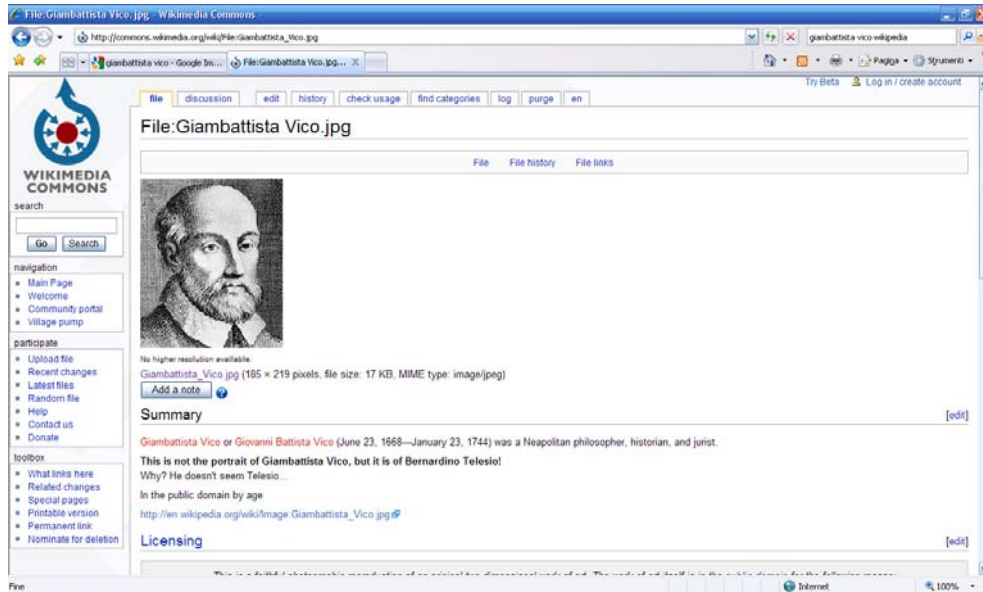 File:Giambattista Vico.jpg - Wikimedia Commons -
http://commons.wikimedia.org/wiki/File:Giambattista_Vico.jpg
giambattista vico wikipedia
giambattista vico - Google Im...
File:Giambattista Vico.jpg... X
Pagina
Strumenti
Try Beta
Log in / create account
file
discussion
edit
history
check usage
find categories
log
purge
en
WIKIMEDIA
COMMONS
search
Go
Search
navigation
Main Page
Welcome
Community portal
Village pump
participate
Upload file
Recent changes
Latest files
Random file
Help
Contact us
Donate
toolbox
What links here
Related changes
Special pages
Printable version
Permanent link
Nominate for deletion
File:Giambattista Vico.jpg
File
File history
File links
No higher resolution available.
Giambattista_Vico.jpg (185 × 219 pixels, file size: 17 KB, MIME type: image/jpeg)
Add a note
Summary
[edit]
Giambattista Vico or Giovanni Battista Vico (June 23, 1668—January 23, 1744) was a Neapolitan philosopher, historian, and jurist.
This is not the portrait of Giambattista Vico, but it is of Bernardino Telesio!
Why? He doesn't seem Telesio...
In the public domain by age
http://en.wikipedia.org/wiki/Image:Giambattista_Vico.jpg
Licensing
[edit]
Fine
Internet
100%